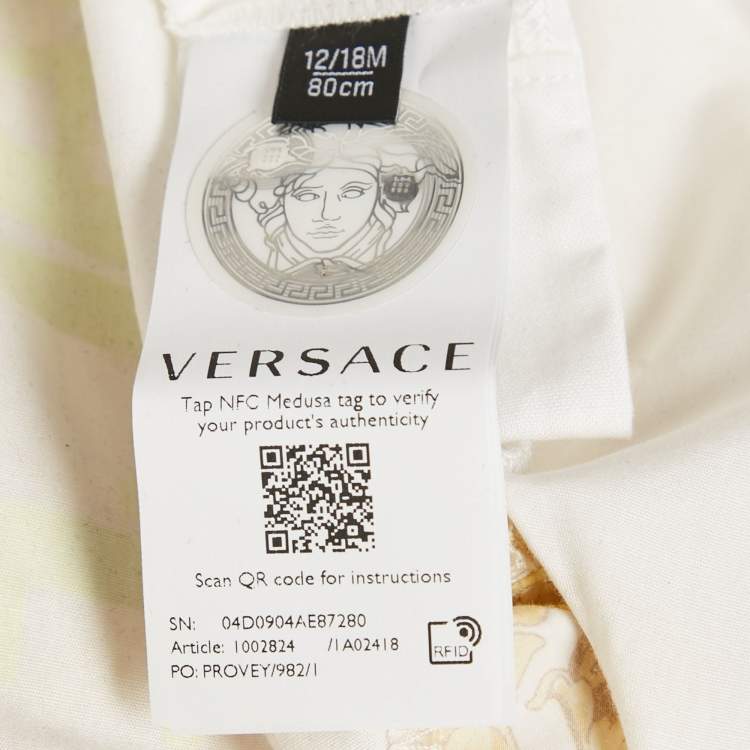 12/18M
80cm
VERSACE
Tap NFC Medusa tag to verify
your product's authenticity
Scan QR code for instructions
SN: 04D0904AE87280
Article: 1002824 /1A02418
PO: PROVEY/982/1
RFID